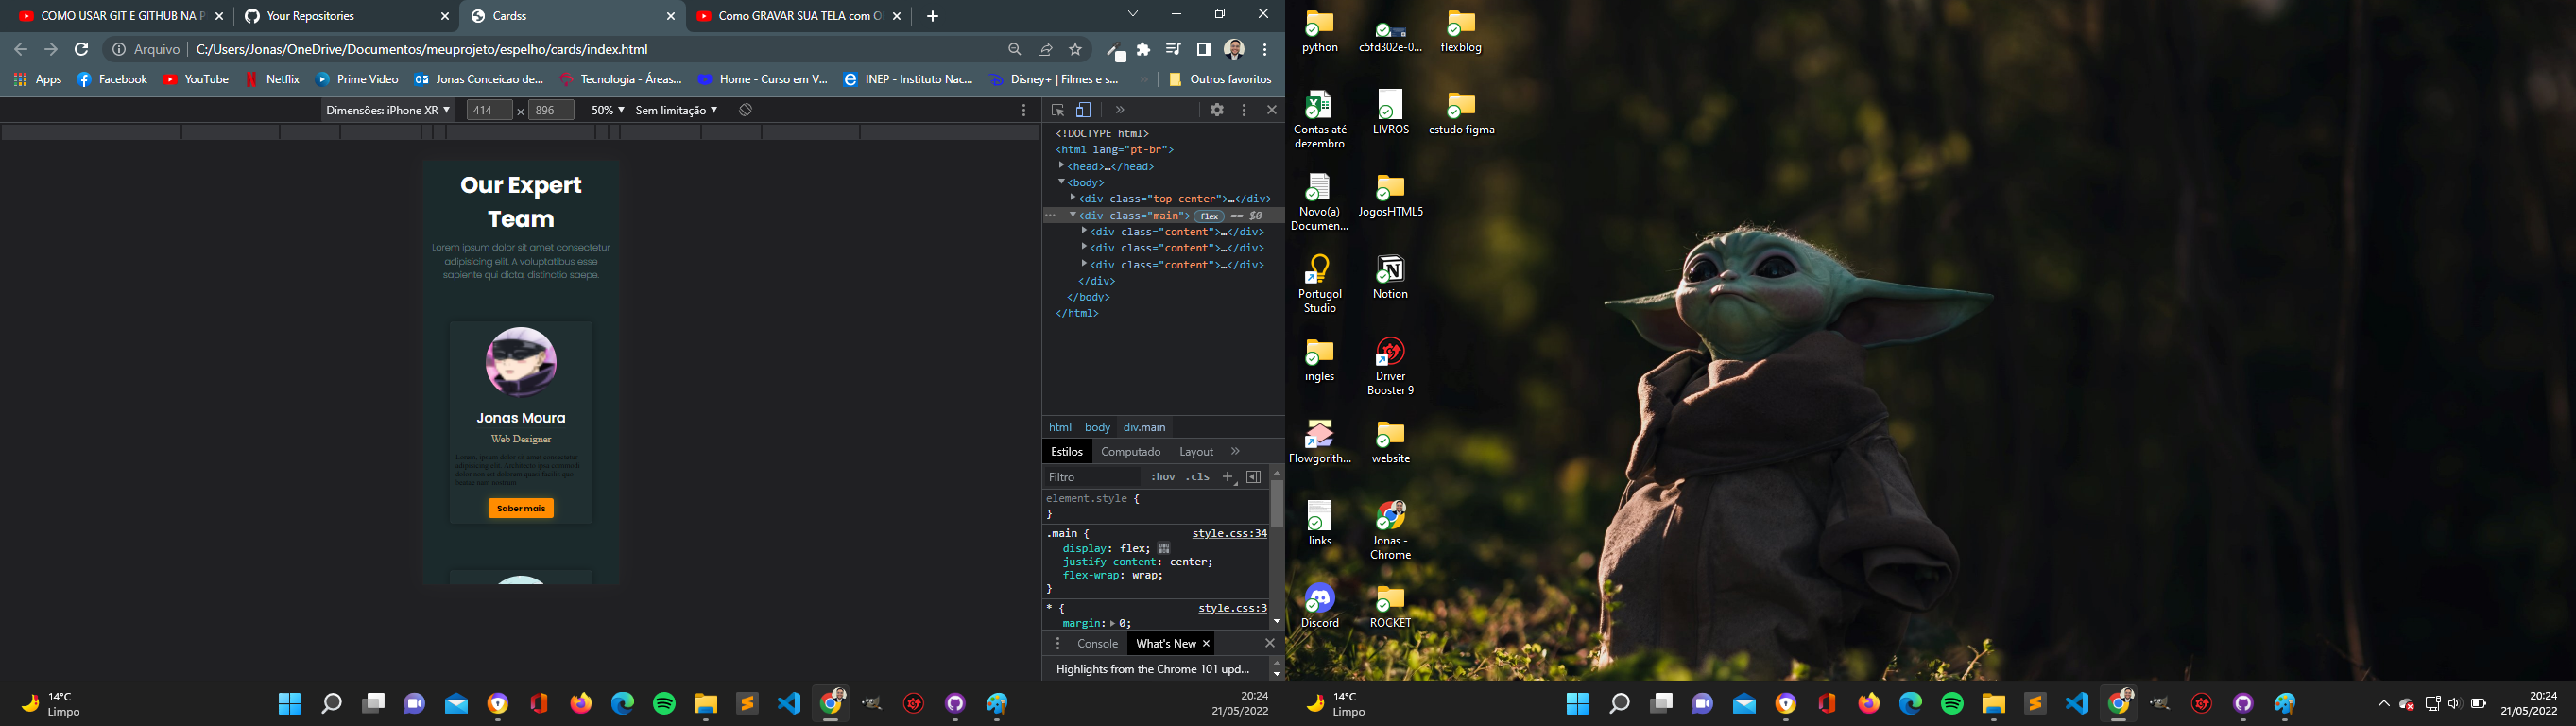 COMO USAR GIT E GITHUB NA P
Your Repositories
Cardss
Como GRAVAR SUA TELA com O
Arquivo
C:/Users/Jonas/OneDrive/Documentos/meuprojeto/espelho/cards/index.html
Apps
Facebook
YouTube
Netflix
Prime Video
Jonas Conceicao de...
Tecnologia - Áreas...
Home - Curso em V...
INEP - Instituto Nac...
Disney+ | Filmes e s...
Outros favoritos
Dimensões: iPhone XR
414 × 896
50%
Sem limitação
Our Expert
Team
Lorem ipsum dolor sit amet consectetur
adipisicing elit. A voluptatibus esse
sapiente qui dicta, distinctio saepe.
Jonas Moura
Web Designer
Saber mais
<!DOCTYPE html>
<html lang="pt-br">
<head>…</head>
<body>
<div class="top-center">…</div>
<div class="main"> flex == $0
<div class="content">…</div>
<div class="content">…</div>
<div class="content">…</div>
</div>
</body>
</html>
html body div.main
Estilos Computado Layout
Filtro :hov .cls
element.style {
}
.main { style.css:34
display: flex;
justify-content: center;
flex-wrap: wrap;
}
* { style.css:3
margin: 0;
Console What's New
Highlights from the Chrome 101 upd...
14°C
Limpo
20:24
21/05/2022
python
c5fd302e-0...
flexblog
Contas até
dezembro
LIVROS
estudo figma
Novo(a)
Documen...
JogosHTML5
Portugol
Studio
Notion
ingles
Driver
Booster 9
Flowgorith...
website
links
Jonas -
Chrome
Discord
ROCKET
14°C
Limpo
20:24
21/05/2022